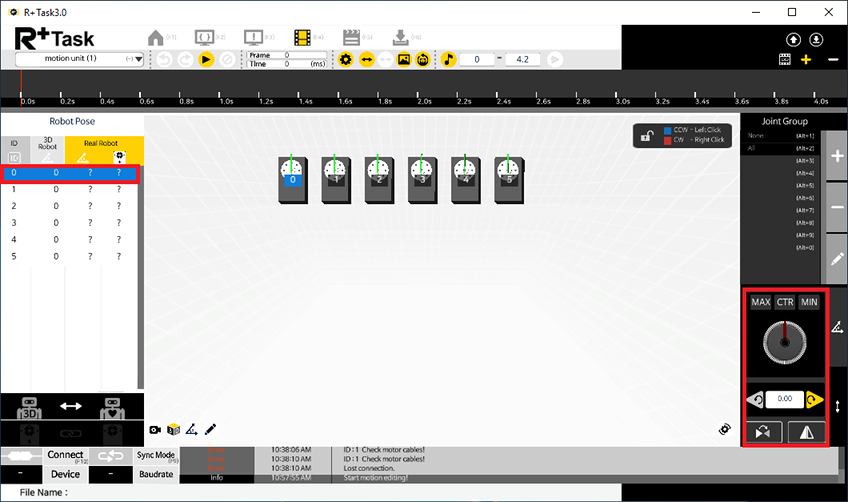 R+Task3.0
R+Task
(F1)
(F2)
(F3)
(F4)
(F5)
(F6)
motion unit (1)
(-)
Frame 0
Time 0 (ms)
0 - 4.2
0.0s 0.2s 0.4s 0.6s 0.8s 1.0s 1.2s 1.4s 1.6s 1.8s 2.0s 2.2s 2.4s 2.6s 2.8s 3.0s 3.2s 3.4s 3.6s 3.8s 4.0s
Robot Pose
ID 3D Robot Real Robot
ID
0 0 ? ?
1 0 ? ?
2 0 ? ?
3 0 ? ?
4 0 ? ?
5 0 ? ?
0 1 2 3 4 5
CCW - Left Click
CW - Right Click
Joint Group
None (Alt+1)
All (Alt+2)
(Alt+3)
(Alt+4)
(Alt+5)
(Alt+6)
(Alt+7)
(Alt+8)
(Alt+9)
(Alt+0)
MAX CTR MIN
0.00
3D
Connect (F10)
Sync Mode
- Device - Baudrate
10:38:06 AM ID : 1 Check motor cables!
10:38:10 AM ID : 1 Check motor cables!
10:38:10 AM Lost connection.
Info 10:57:55 AM Start motion editing!
File Name :